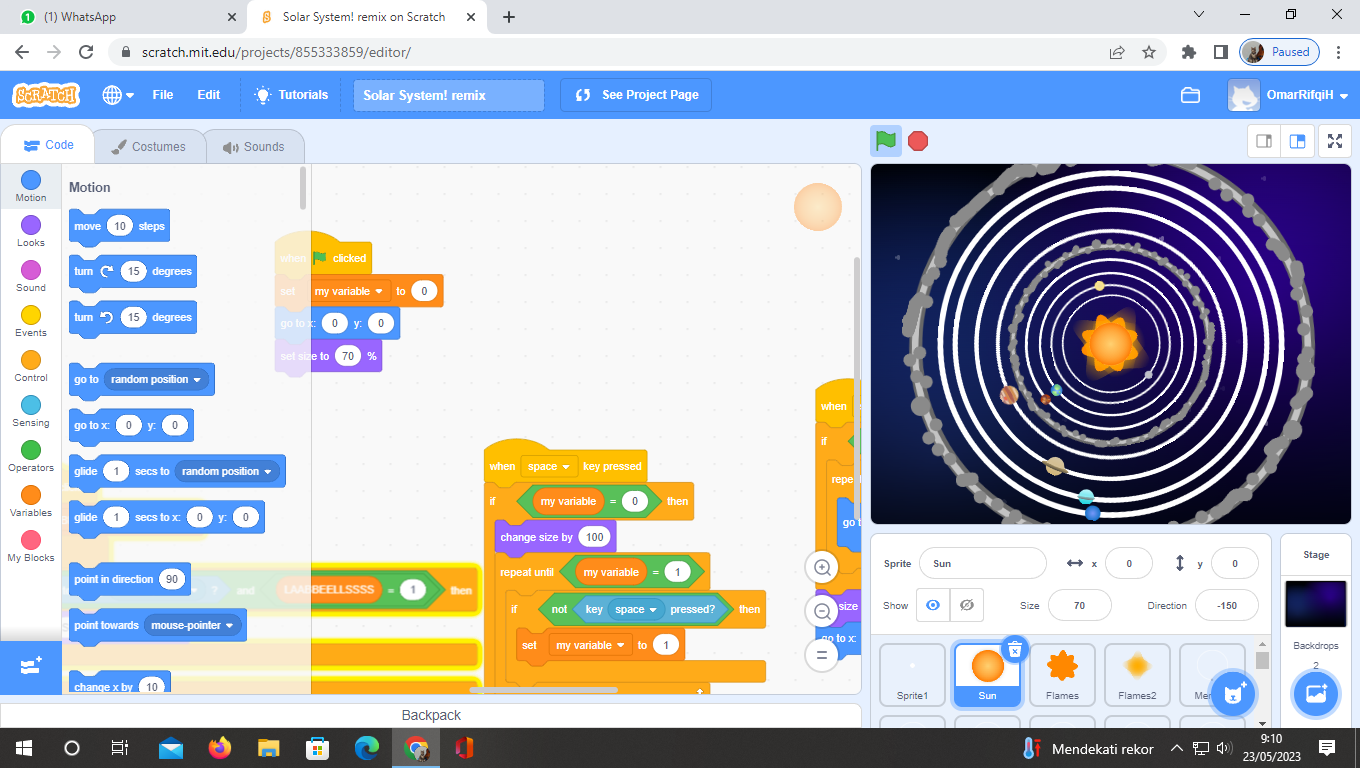 (1) WhatsApp
Solar System! remix on Scratch
scratch.mit.edu/projects/855333859/editor/
Paused
SCRATCH
File
Edit
Tutorials
Solar System! remix
See Project Page
OmarRifqiH
Code
Costumes
Sounds
Motion
Looks
Sound
Events
Control
Sensing
Operators
Variables
My Blocks
Motion
move 10 steps
turn 15 degrees
turn 15 degrees
go to random position
go to x: 0 y: 0
glide 1 secs to random position
glide 1 secs to x: 0 y: 0
point in direction 90
point towards mouse-pointer
change x by 10
when clicked
set my variable to 0
go to x: 0 y: 0
set size to 70 %
? and LAABBEELLSSSS = 1 then
when space key pressed
if my variable = 0 then
change size by 100
repeat until my variable = 1
if not key space pressed? then
set my variable to 1
when
if
repe
go t
size
go to x:
Backpack
Sprite
Sun
x 0
y 0
Show
Size 70
Direction -150
Sprite1
Sun
Flames
Flames2
Stage
Backdrops
2
Mendekati rekor
9:10
23/05/2023